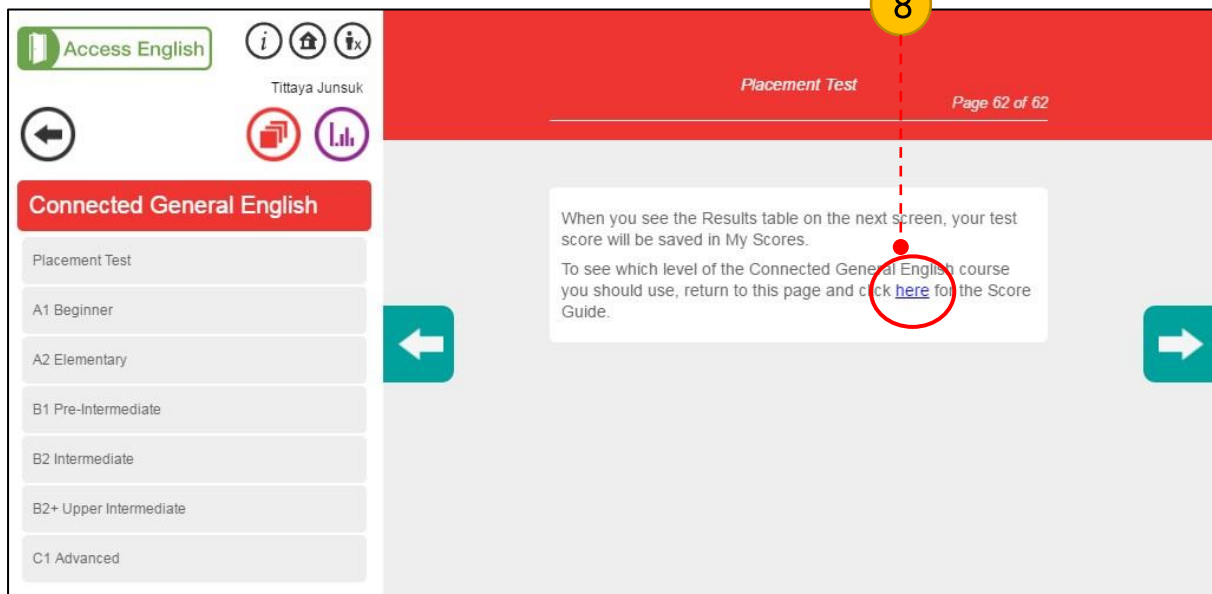 8
Access English
Tittaya Junsuk
Connected General English
Placement Test
A1 Beginner
A2 Elementary
B1 Pre-Intermediate
B2 Intermediate
B2+ Upper Intermediate
C1 Advanced
Placement Test
Page 62 of 62
When you see the Results table on the next screen, your test
score will be saved in My Scores.
To see which level of the Connected General English course
you should use, return to this page and click here for the Score
Guide.